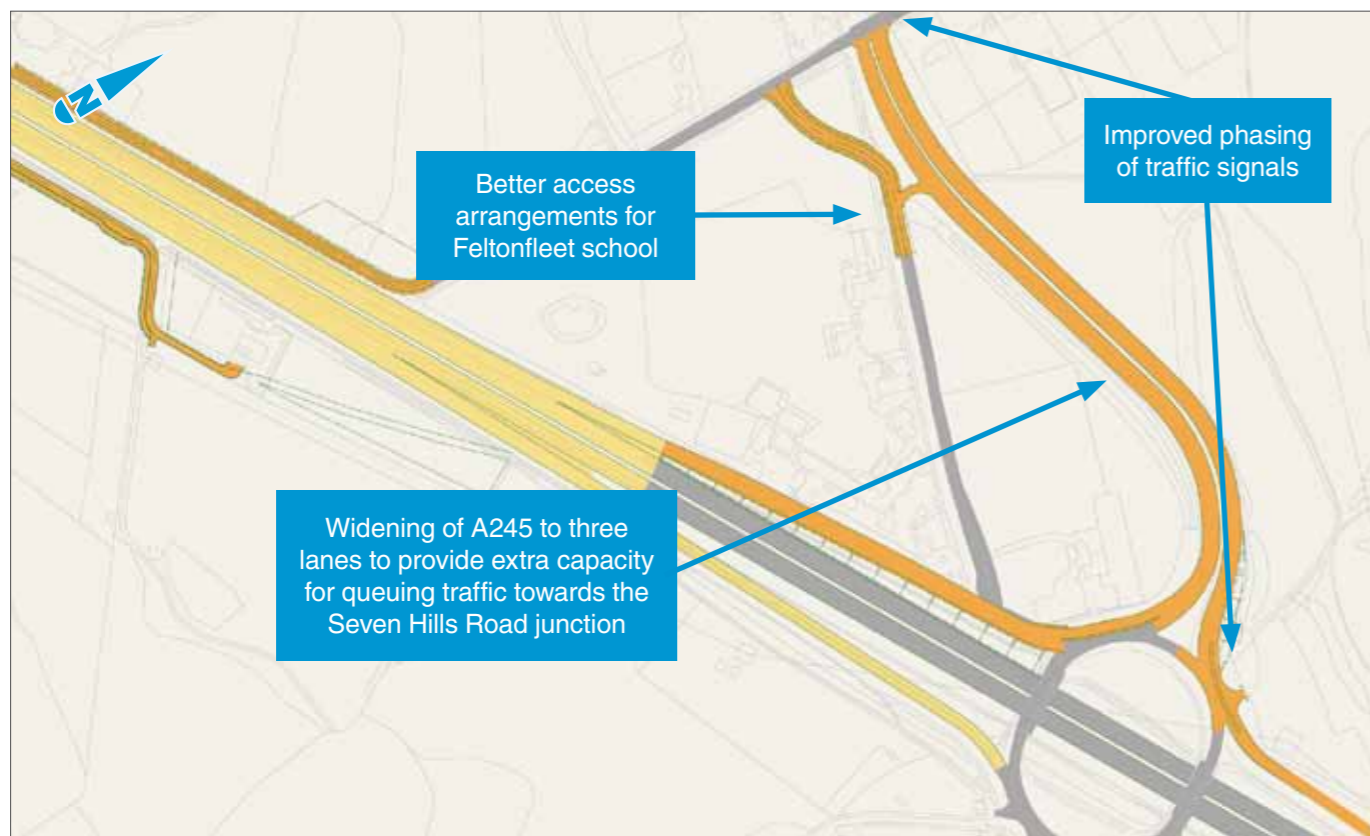 N
Improved phasing
of traffic signals
Better access
arrangements for
Feltonfleet school
Widening of A245 to three
lanes to provide extra capacity
for queuing traffic towards the
Seven Hills Road junction